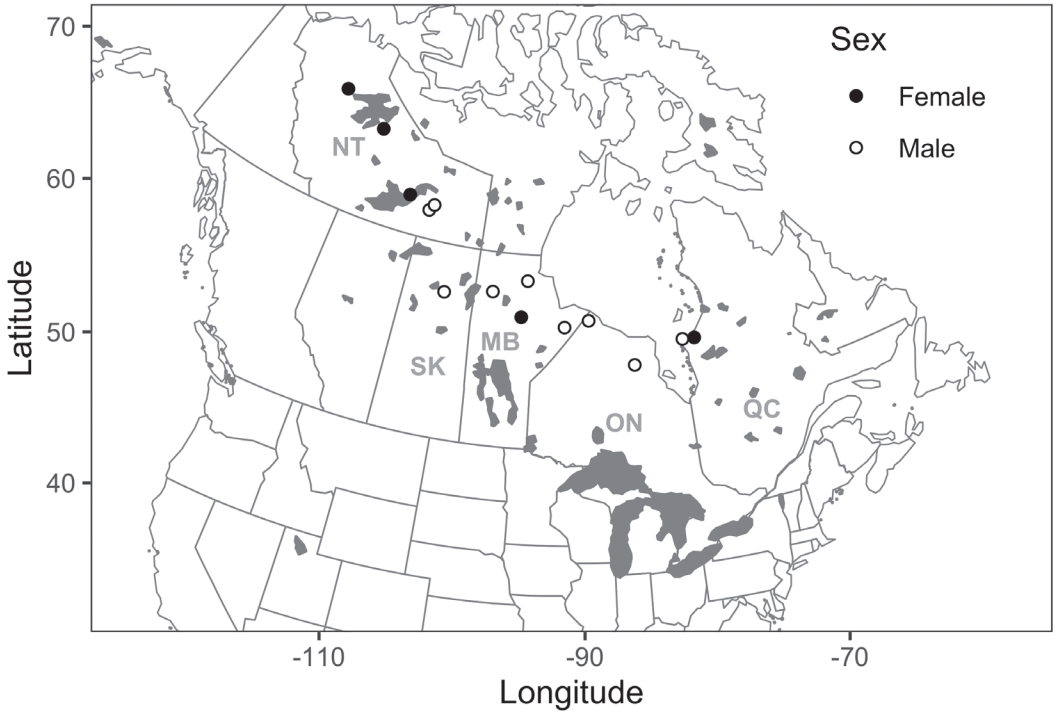 70
60
50
40
Latitude
Sex
Female
Male
NT
MB
SK
QC
ON
-110
-90
-70
Longitude